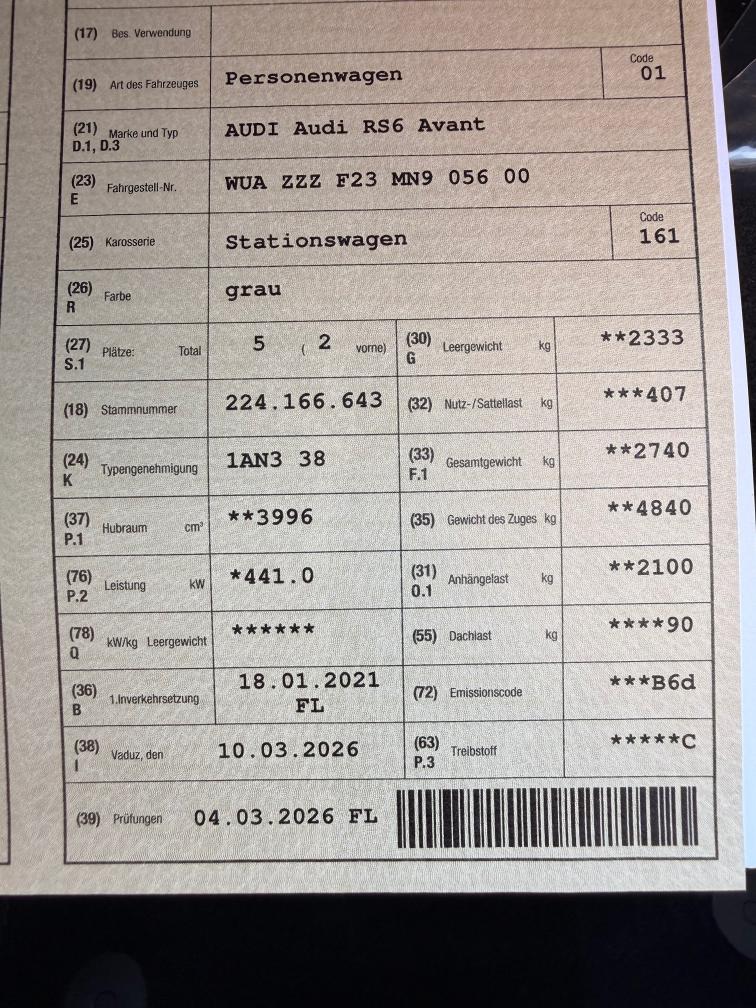 (17) Bes. Verwendung
(19) Art des Fahrzeuges Personenwagen Code 01
(21) D.1, D.3 Marke und Typ AUDI Audi RS6 Avant
(23) E Fahrgestell-Nr. WUA ZZZ F23 MN9 056 00
(25) Karosserie Stationswagen Code 161
(26) R Farbe grau
(27) S.1 Plätze: Total 5 ( 2 vorne) (30) G Leergewicht kg **2333
(18) Stammnummer 224.166.643 (32) Nutz-/Sattellast kg ***407
(24) K Typengenehmigung 1AN3 38 (33) F.1 Gesamtgewicht kg **2740
(37) P.1 Hubraum cm³ **3996 (35) Gewicht des Zuges kg **4840
(76) P.2 Leistung kW *441.0 (31) 0.1 Anhängelast kg **2100
(78) Q kW/kg Leergewicht ****** (55) Dachlast kg ****90
(36) B 1.Inverkehrsetzung 18.01.2021 FL (72) Emissionscode ***B6d
(38) I Vaduz, den 10.03.2026 (63) P.3 Treibstoff *****C
(39) Prüfungen 04.03.2026 FL